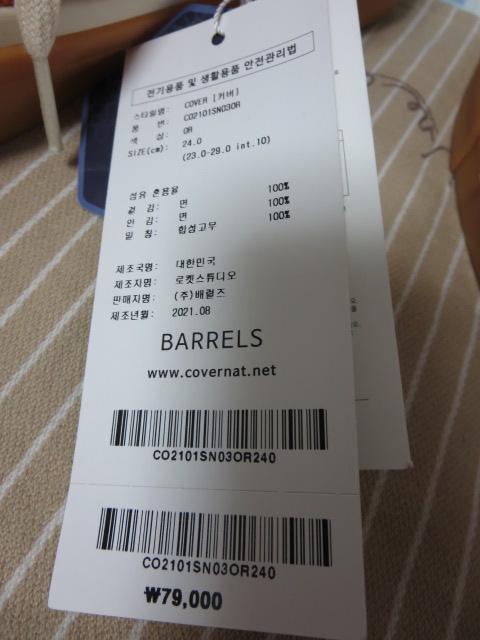 전기용품 및 생활용품 안전관리법
스타일명: COVER [커버]
품 번: CO2101SN03OR
색 상: OR
SIZE(cm): 24.0
(23.0-29.0 int.10)
섬유 혼용율
겉 감: 면 100%
안 감: 면 100%
밑 창: 합성고무 100%
제조국명: 대한민국
제조자명: 로켓스튜디오
판매자명: (주)배럴즈
제조년월: 2021.08
BARRELS
www.covernat.net
CO2101SN03OR240
CO2101SN03OR240
₩79,000